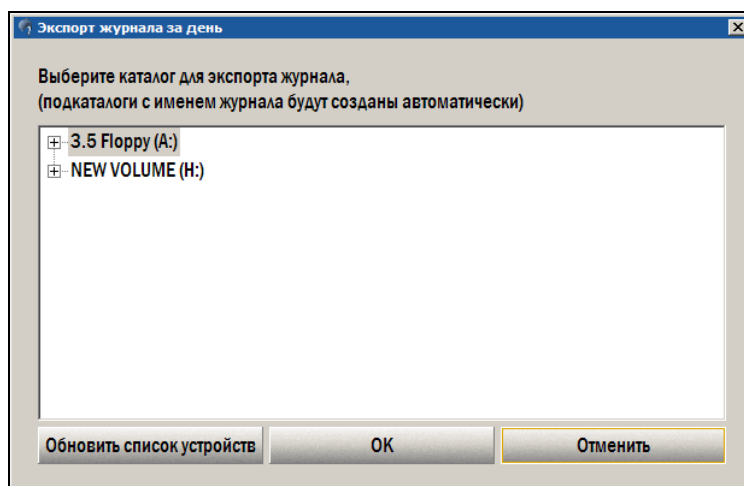 Экспорт журнала за день
Выберите каталог для экспорта журнала,
(подкаталоги с именем журнала будут созданы автоматически)
3.5 Floppy (A:)
NEW VOLUME (H:)
Обновить список устройств
OK
Отменить